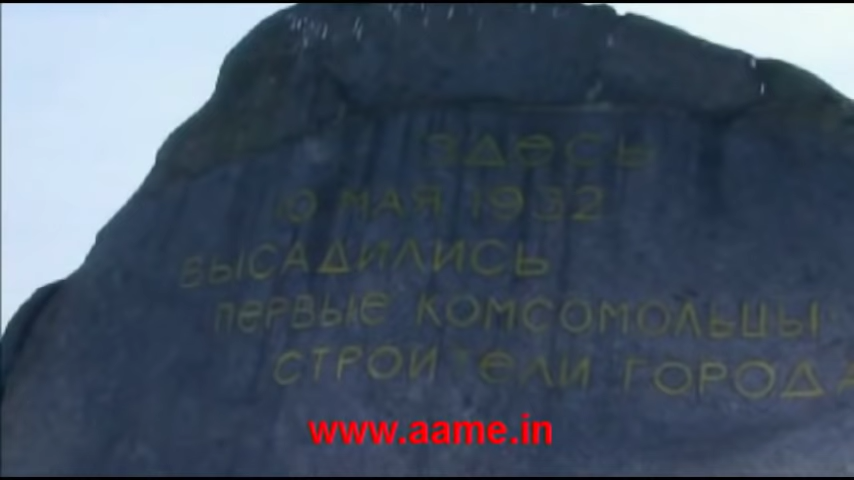 ЗДЕСЬ
10 МАЯ 1932
ВЫСАДИЛИСЬ
ПЕРВЫЕ КОМСОМОЛЬЦЫ
СТРОИТЕЛИ ГОРОДА
www.aame.in